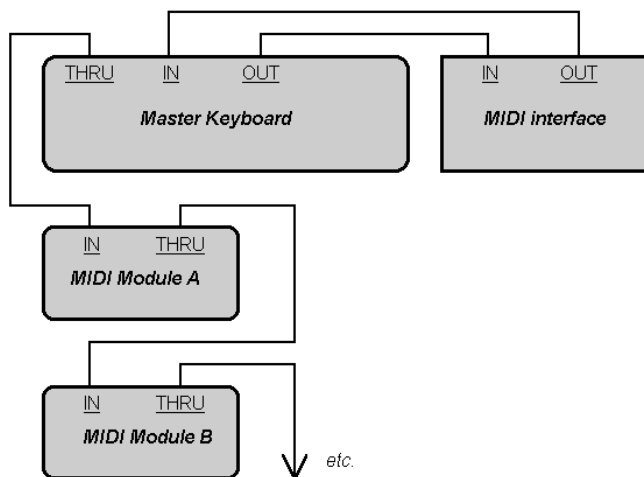 THRU IN OUT
Master Keyboard
IN OUT
MIDI interface
IN THRU
MIDI Module A
IN THRU
MIDI Module B
etc.